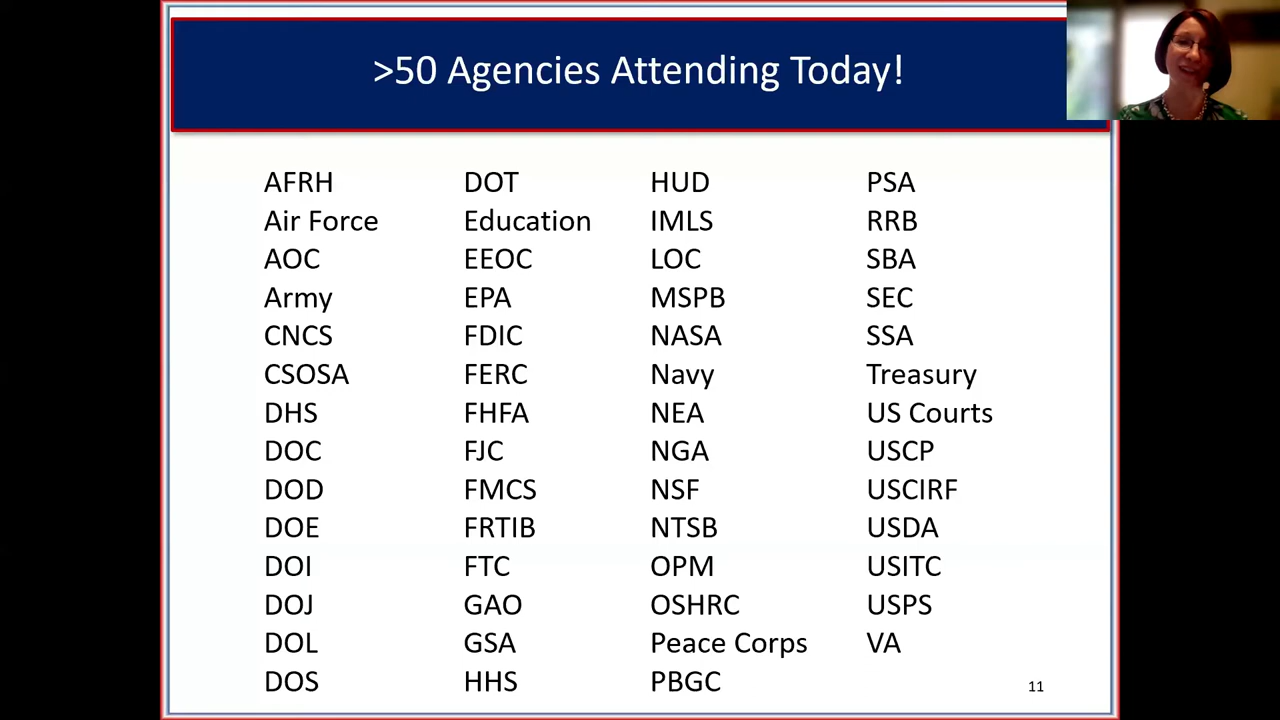 >50 Agencies Attending Today!
AFRH
Air Force
AOC
Army
CNCS
CSOSA
DHS
DOC
DOD
DOE
DOI
DOJ
DOL
DOS
DOT
Education
EEOC
EPA
FDIC
FERC
FHFA
FJC
FMCS
FRTIB
FTC
GAO
GSA
HHS
HUD
IMLS
LOC
MSPB
NASA
Navy
NEA
NGA
NSF
NTSB
OPM
OSHRC
Peace Corps
PBGC
PSA
RRB
SBA
SEC
SSA
Treasury
US Courts
USCP
USCIRF
USDA
USITC
USPS
VA
11